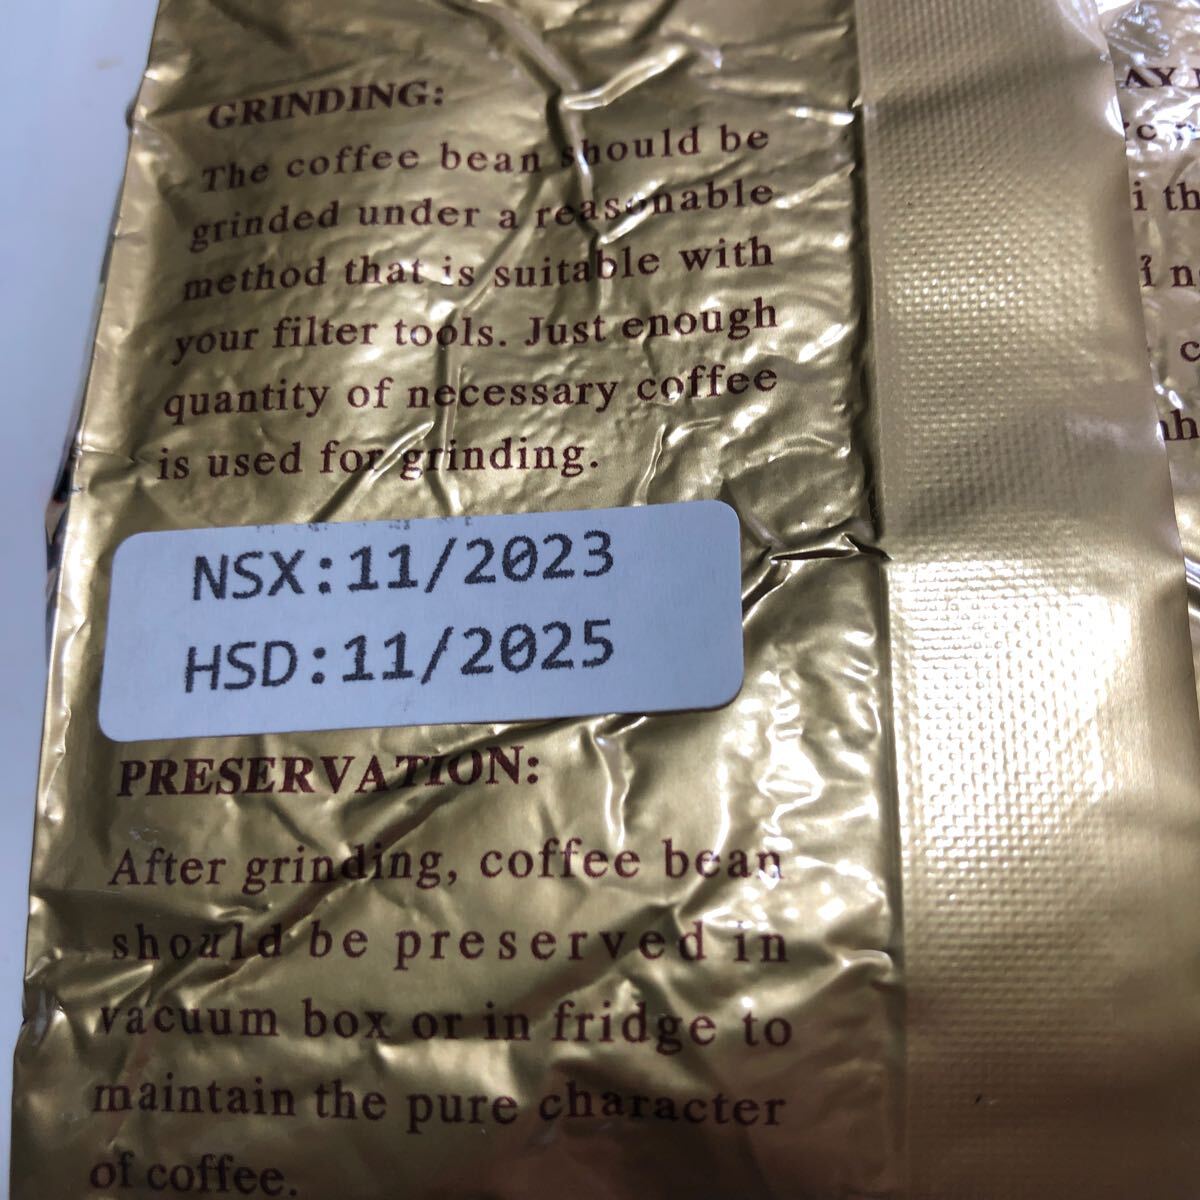 GRINDING:
The coffee bean should be
grinded under a reasonable
method that is suitable with
your filter tools. Just enough
quantity of necessary coffee
is used for grinding.
NSX:11/2023
HSD:11/2025
PRESERVATION:
After grinding, coffee bean
should be preserved in
vacuum box or in fridge to
maintain the pure character
of coffee.